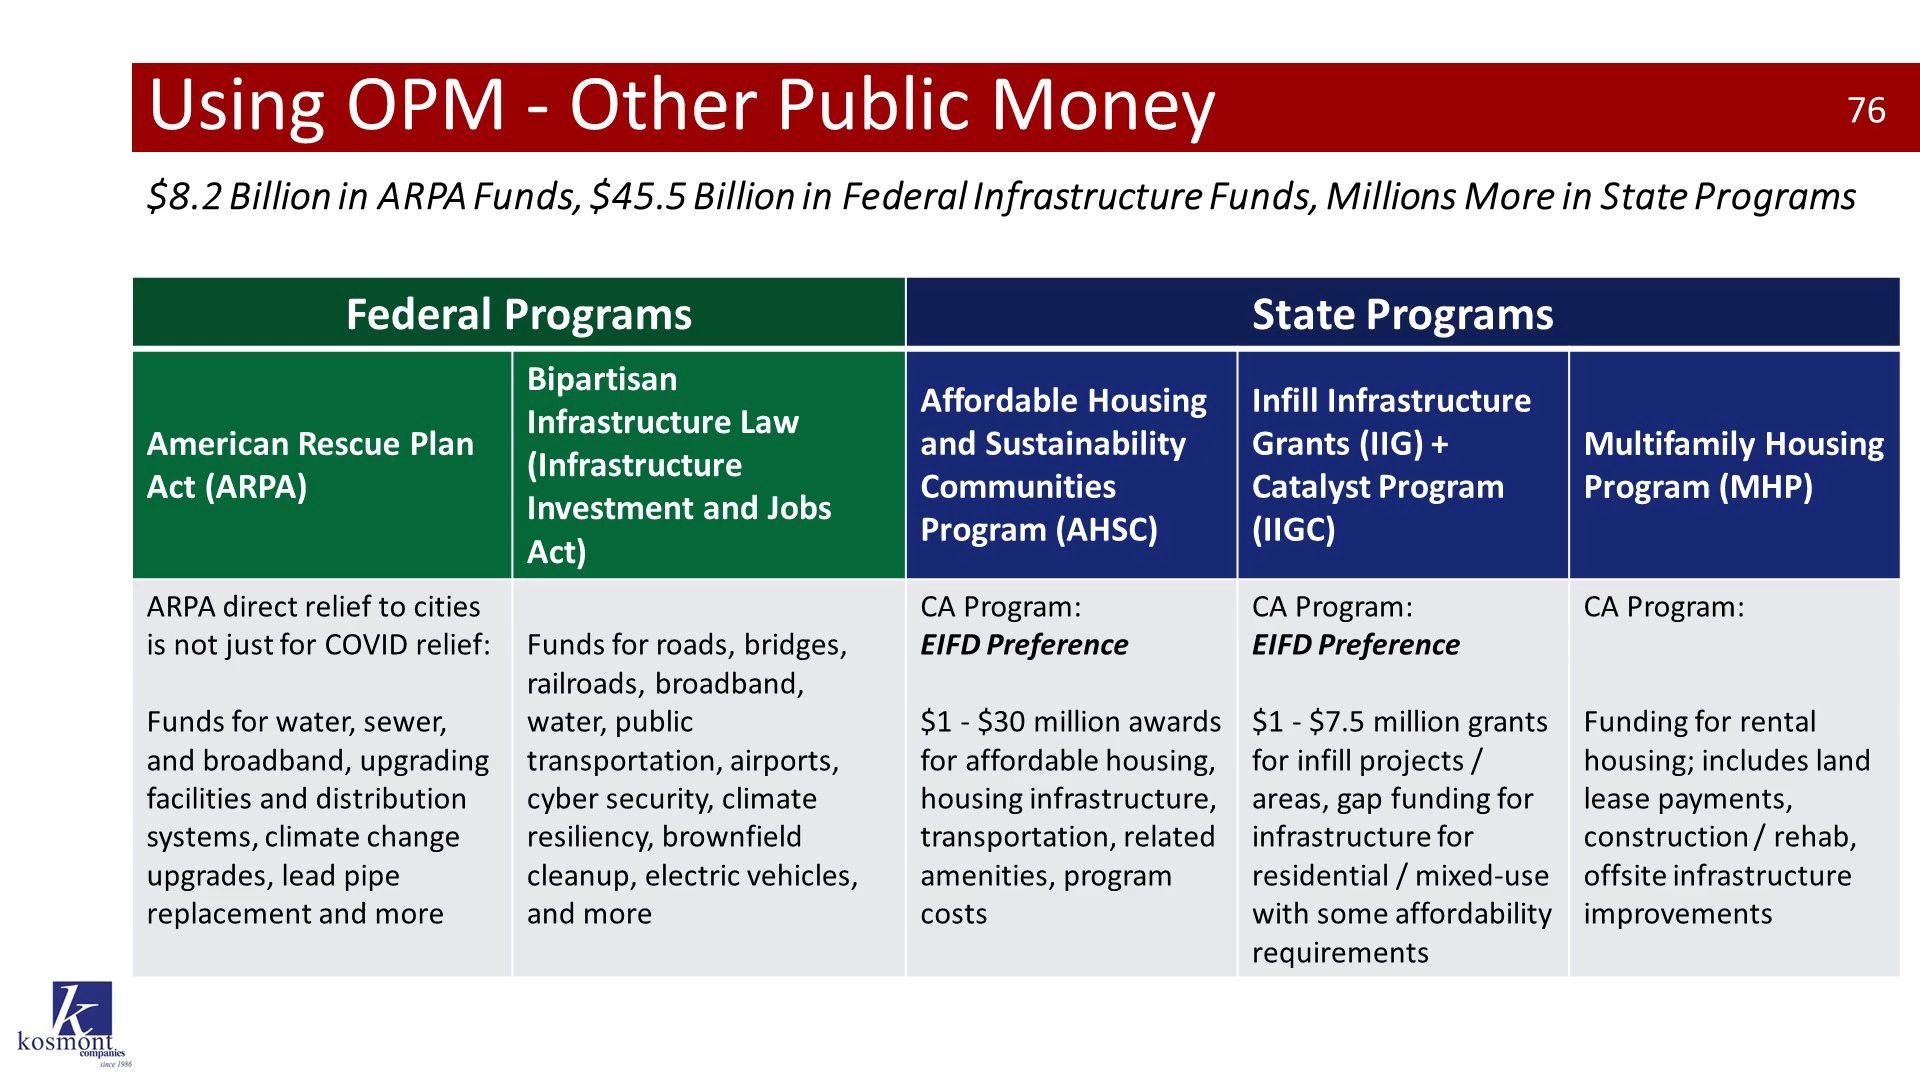 Using OPM - Other Public Money
76
$8.2 Billion in ARPA Funds, $45.5 Billion in Federal Infrastructure Funds, Millions More in State Programs
Federal Programs
State Programs
American Rescue Plan
Act (ARPA)
Bipartisan
Infrastructure Law
(Infrastructure
Investment and Jobs
Act)
Affordable Housing
and Sustainability
Communities
Program (AHSC)
Infill Infrastructure
Grants (IIG) +
Catalyst Program
(IIGC)
Multifamily Housing
Program (MHP)
ARPA direct relief to cities
is not just for COVID relief:
Funds for water, sewer,
and broadband, upgrading
facilities and distribution
systems, climate change
upgrades, lead pipe
replacement and more
Funds for roads, bridges,
railroads, broadband,
water, public
transportation, airports,
cyber security, climate
resiliency, brownfield
cleanup, electric vehicles,
and more
CA Program:
EIFD Preference
$1 - $30 million awards
for affordable housing,
housing infrastructure,
transportation, related
amenities, program
costs
CA Program:
EIFD Preference
$1 - $7.5 million grants
for infill projects /
areas, gap funding for
infrastructure for
residential / mixed-use
with some affordability
requirements
CA Program:
Funding for rental
housing; includes land
lease payments,
construction / rehab,
offsite infrastructure
improvements
k
kosmont
companies
since 1986